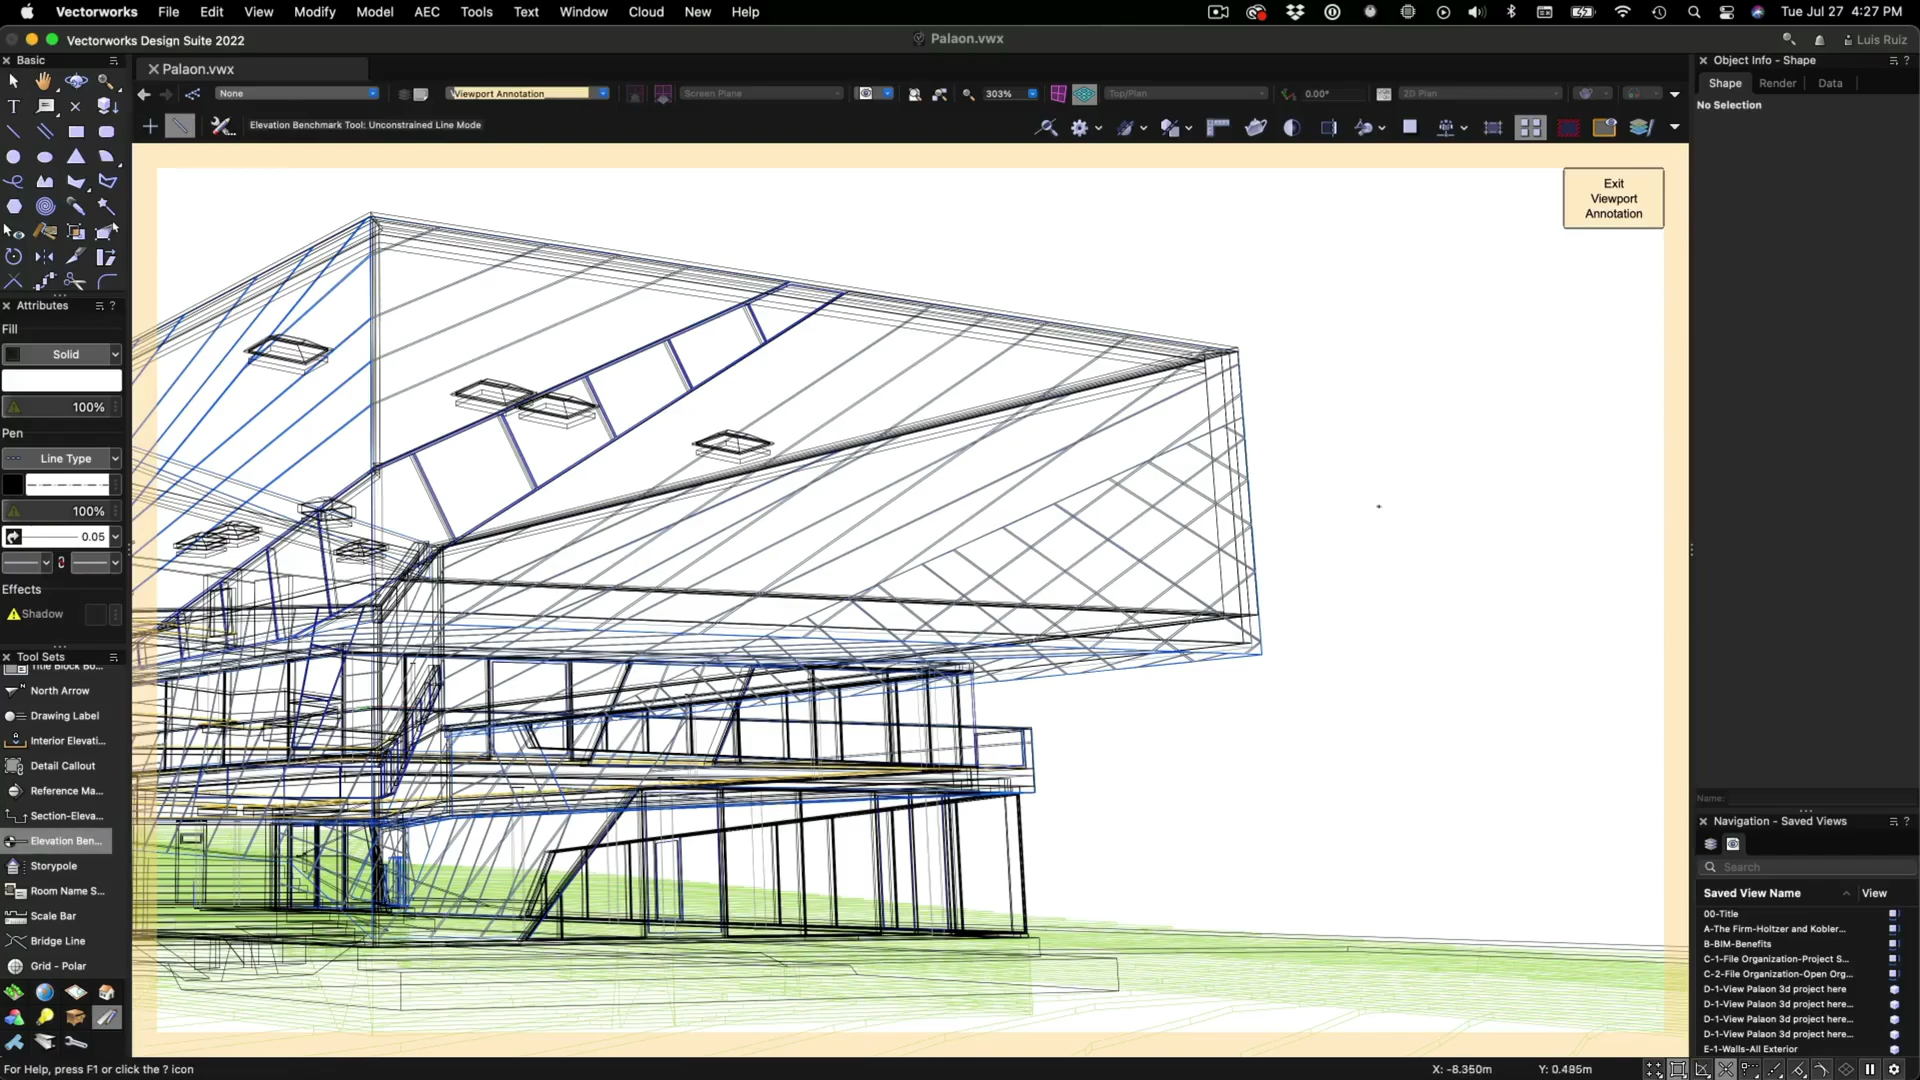 Vectorworks File Edit View Modify Model AEC Tools Text Window Cloud New Help Tue Jul 27 4:27 PM
Vectorworks Design Suite 2022 Palaon.vwx Luis Ruiz
Basic
Palaon.vwx
None Viewport Annotation Screen Plane 303% Top/Plan 0.00° 2D Plan
Elevation Benchmark Tool: Unconstrained Line Mode
Object Info - Shape
Shape Render Data
No Selection
Exit
Viewport
Annotation
Attributes
Fill
Solid
100%
Pen
Line Type
100%
0.05
Effects
Shadow
Tool Sets
Title Block Bo...
North Arrow
Drawing Label
Interior Elevati...
Detail Callout
Reference Ma...
Section-Eleva...
Elevation Ben...
Storypole
Room Name S...
Scale Bar
Bridge Line
Grid - Polar
Name:
Navigation - Saved Views
Search
Saved View Name View
00-Title
A-The Firm-Holtzer and Kobler...
B-BIM-Benefits
C-1-File Organization-Project S...
C-2-File Organization-Open Org...
D-1-View Palaon 3d project here
D-1-View Palaon 3d project here...
D-1-View Palaon 3d project here...
D-1-View Palaon 3d project here...
E-1-Walls-All Exterior
For Help, press F1 or click the ? icon X: -8.350m Y: 0.485m